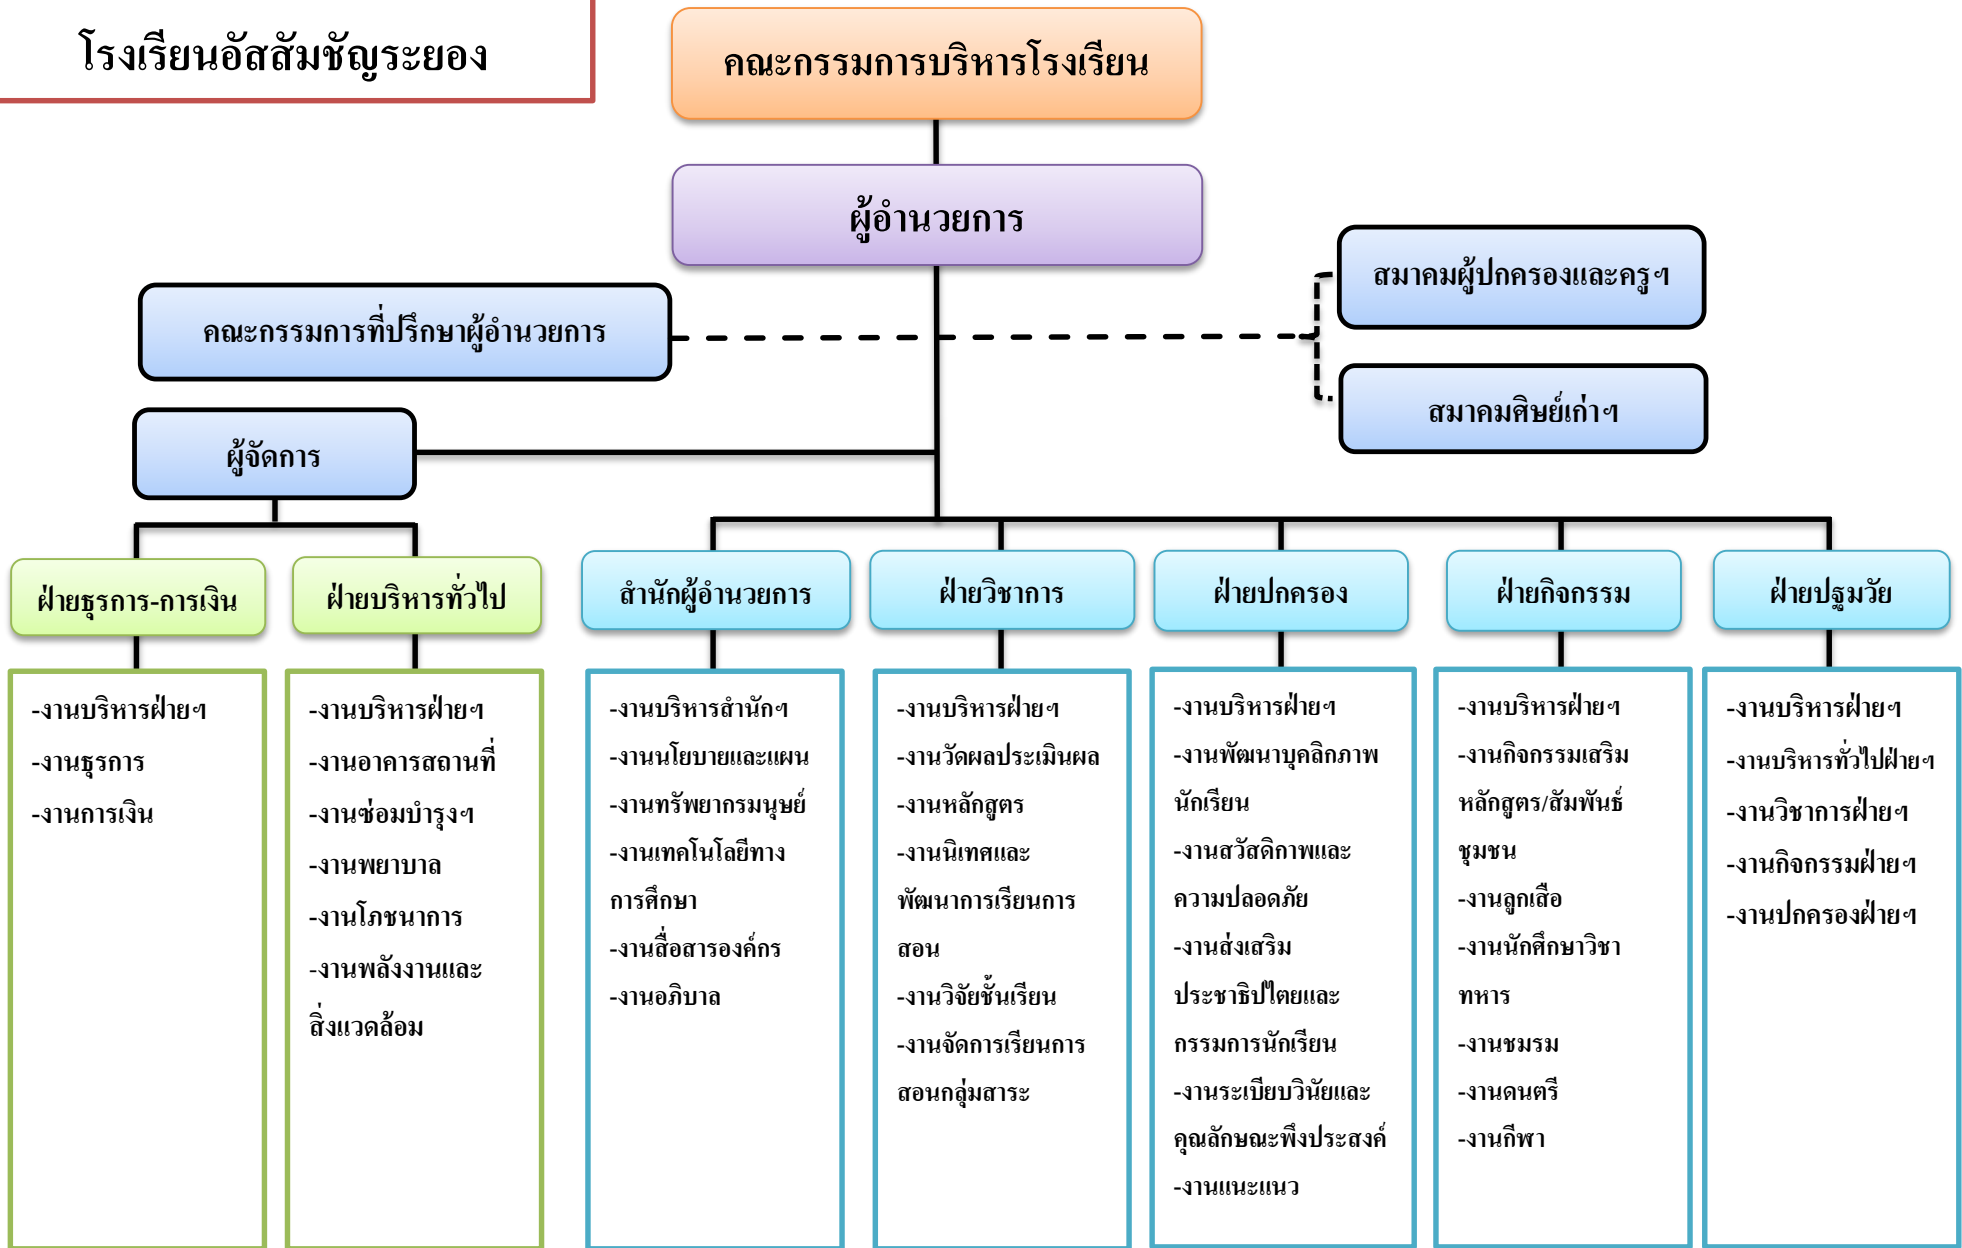 โรงเรียนอัสสัมชัญระยอง
คณะกรรมการบริหารโรงเรียน
ผู้อำนวยการ
สมาคมผู้ปกครองและครูฯ
คณะกรรมการที่ปรึกษาผู้อำนวยการ
สมาคมศิษย์เก่าฯ
ผู้จัดการ
ฝ่ายธุรการ-การเงิน
ฝ่ายบริหารทั่วไป
สำนักผู้อำนวยการ
ฝ่ายวิชาการ
ฝ่ายปกครอง
ฝ่ายกิจกรรม
ฝ่ายปฐมวัย
-งานบริหารฝ่ายฯ
-งานธุรการ
-งานการเงิน
-งานบริหารฝ่ายฯ
-งานอาคารสถานที่
-งานซ่อมบำรุงฯ
-งานพยาบาล
-งานโภชนาการ
-งานพลังงานและ
สิ่งแวดล้อม
-งานบริหารสำนักฯ
-งานนโยบายและแผน
-งานทรัพยากรมนุษย์
-งานเทคโนโลยีทาง
การศึกษา
-งานสื่อสารองค์กร
-งานอภิบาล
-งานบริหารฝ่ายฯ
-งานวัดผลประเมินผล
-งานหลักสูตร
-งานนิเทศและ
พัฒนาการเรียนการ
สอน
-งานวิจัยชั้นเรียน
-งานจัดการเรียนการ
สอนกลุ่มสาระ
-งานบริหารฝ่ายฯ
-งานพัฒนาบุคลิกภาพ
นักเรียน
-งานสวัสดิภาพและ
ความปลอดภัย
-งานส่งเสริม
ประชาธิปไตยและ
กรรมการนักเรียน
-งานระเบียบวินัยและ
คุณลักษณะพึงประสงค์
-งานแนะแนว
-งานบริหารฝ่ายฯ
-งานกิจกรรมเสริม
หลักสูตร/สัมพันธ์
ชุมชน
-งานลูกเสือ
-งานนักศึกษาวิชา
ทหาร
-งานชมรม
-งานดนตรี
-งานกีฬา
-งานบริหารฝ่ายฯ
-งานบริหารทั่วไปฝ่ายฯ
-งานวิชาการฝ่ายฯ
-งานกิจกรรมฝ่ายฯ
-งานปกครองฝ่ายฯ